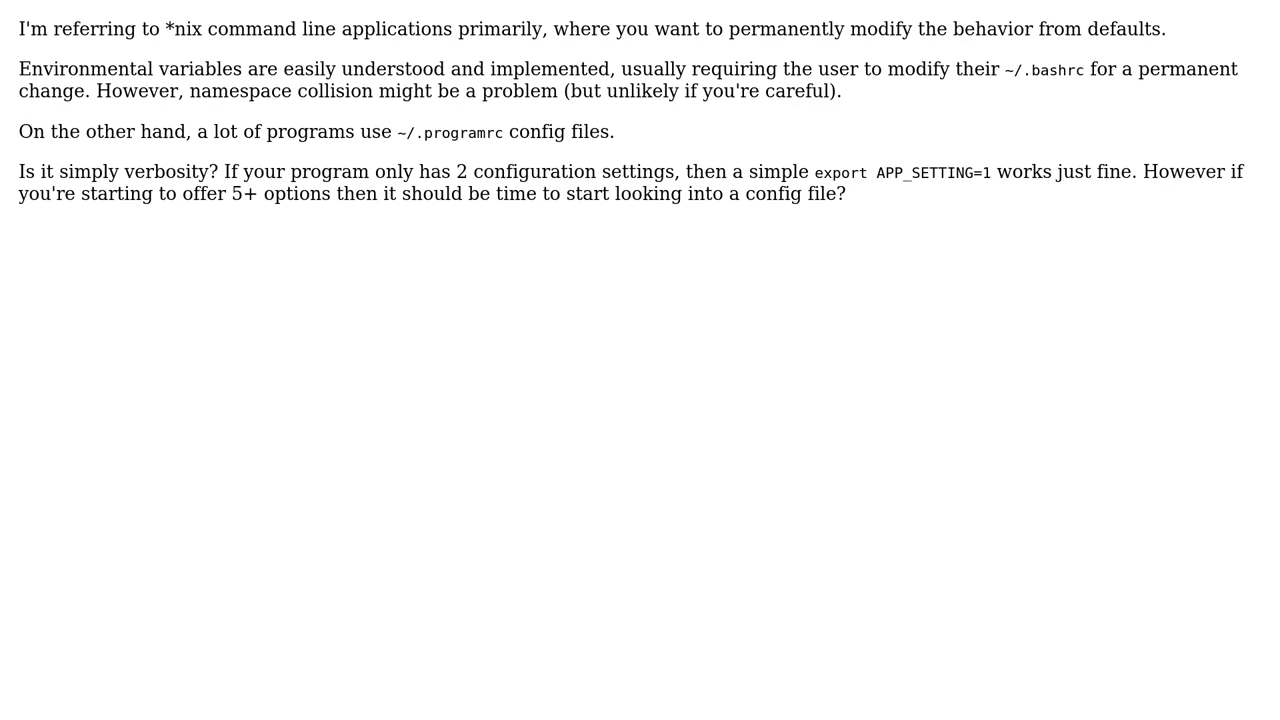 I'm referring to *nix command line applications primarily, where you want to permanently modify the behavior from defaults.
Environmental variables are easily understood and implemented, usually requiring the user to modify their ~/.bashrc for a permanent
change. However, namespace collision might be a problem (but unlikely if you're careful).
On the other hand, a lot of programs use ~/.programrc config files.
Is it simply verbosity? If your program only has 2 configuration settings, then a simple export APP_SETTING=1 works just fine. However if
you're starting to offer 5+ options then it should be time to start looking into a config file?